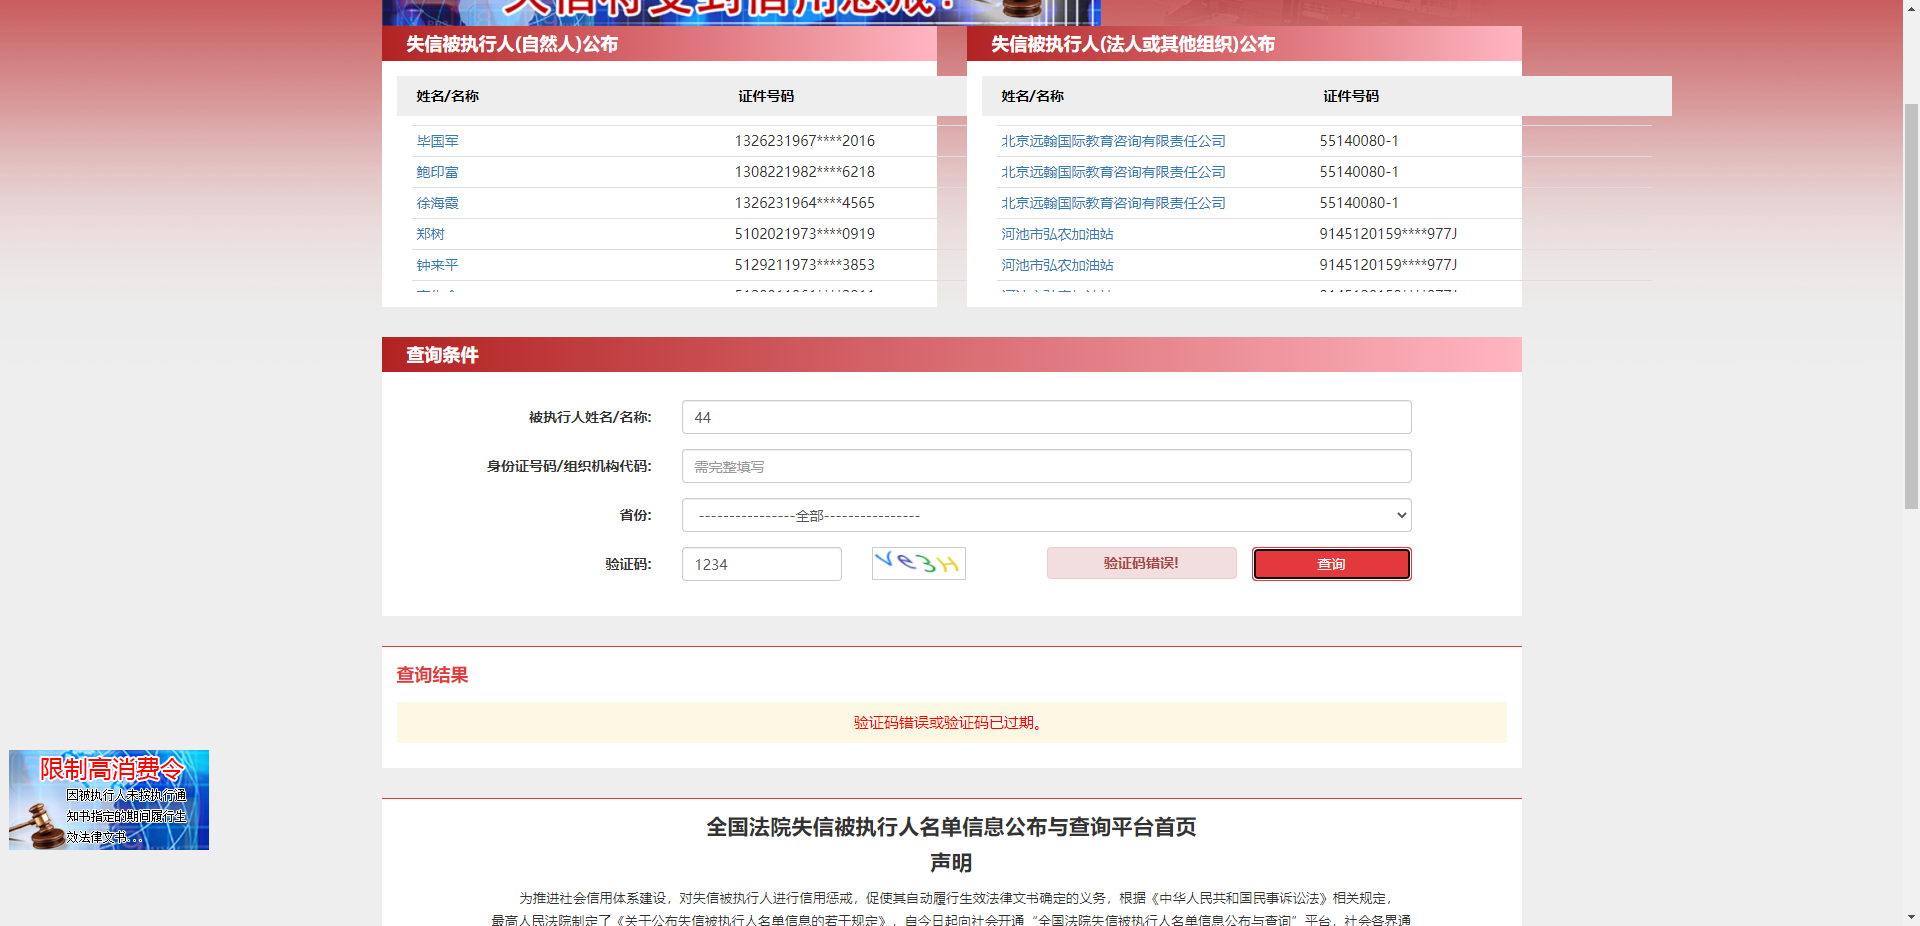 失信将受到信用惩戒!
失信被执行人(自然人)公布
姓名/名称 证件号码
毕国军 1326231967****2016
鲍印富 1308221982****6218
徐海霞 1326231964****4565
郑树 5102021973****0919
钟来平 5129211973****3853
失信被执行人(法人或其他组织)公布
姓名/名称 证件号码
北京远翰国际教育咨询有限责任公司 55140080-1
北京远翰国际教育咨询有限责任公司 55140080-1
北京远翰国际教育咨询有限责任公司 55140080-1
河池市弘农加油站 9145120159****977J
河池市弘农加油站 9145120159****977J
查询条件
被执行人姓名/名称: 44
身份证号码/组织机构代码: 需完整填写
省份: ----------------全部----------------
验证码: 1234 Ve3H 验证码错误! 查询
查询结果
验证码错误或验证码已过期。
限制高消费令
因被执行人未按执行通
知书指定的期间履行生
效法律文书...
全国法院失信被执行人名单信息公布与查询平台首页
声明
为推进社会信用体系建设，对失信被执行人进行信用惩戒，促使其自动履行生效法律文书确定的义务，根据《中华人民共和国民事诉讼法》相关规定，
最高人民法院制定了《关于公布失信被执行人名单信息的若干规定》，自今日起向社会开通“全国法院失信被执行人名单信息公布与查询”平台，社会各界通